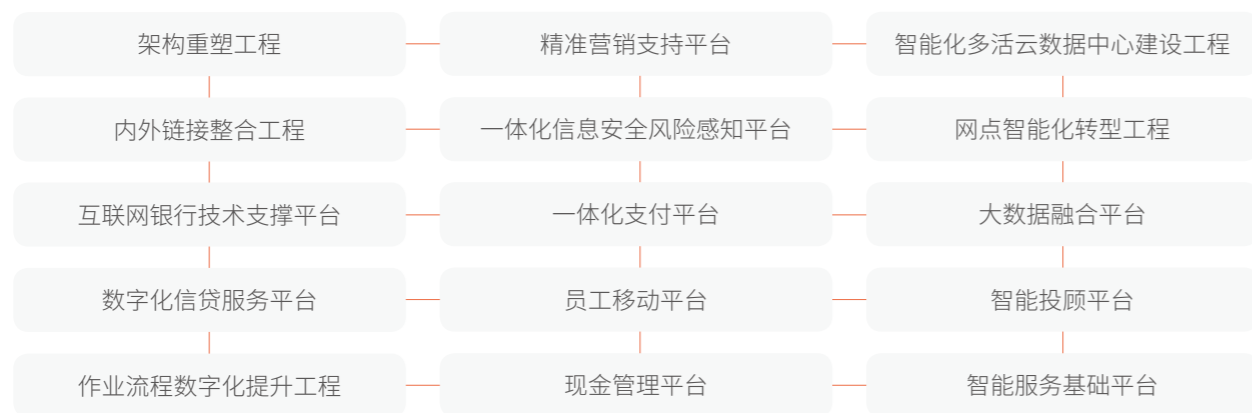 架构重塑工程
精准营销支持平台
智能化多活云数据中心建设工程
内外链接整合工程
一体化信息安全风险感知平台
网点智能化转型工程
互联网银行技术支撑平台
一体化支付平台
大数据融合平台
数字化信贷服务平台
员工移动平台
智能投顾平台
作业流程数字化提升工程
现金管理平台
智能服务基础平台